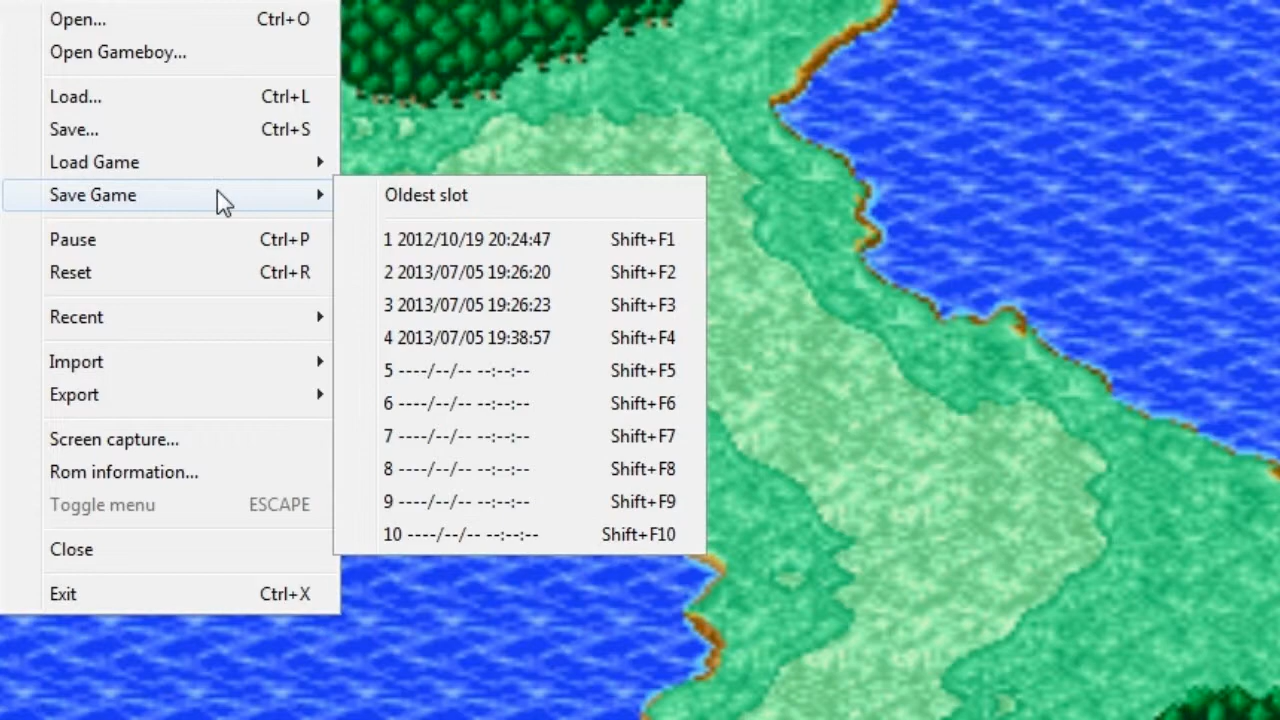 Open... Ctrl+O
Open Gameboy...
Load... Ctrl+L
Save... Ctrl+S
Load Game
Save Game
Pause Ctrl+P
Reset Ctrl+R
Recent
Import
Export
Screen capture...
Rom information...
Toggle menu ESCAPE
Close
Exit Ctrl+X
Oldest slot
1 2012/10/19 20:24:47 Shift+F1
2 2013/07/05 19:26:20 Shift+F2
3 2013/07/05 19:26:23 Shift+F3
4 2013/07/05 19:38:57 Shift+F4
5 ----/--/-- --:--:-- Shift+F5
6 ----/--/-- --:--:-- Shift+F6
7 ----/--/-- --:--:-- Shift+F7
8 ----/--/-- --:--:-- Shift+F8
9 ----/--/-- --:--:-- Shift+F9
10 ----/--/-- --:--:-- Shift+F10